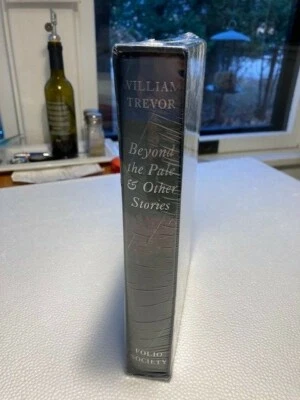 WILLIAM
TREVOR
Beyond
the Pale
& Other
Stories
FOLIO
SOCIETY